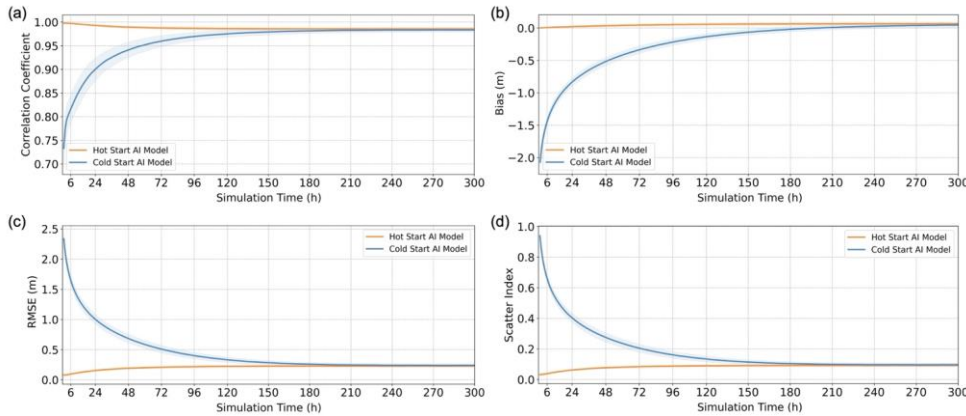 (a)
1.00
0.95
0.90
0.85
0.80
0.75
0.70
Correlation Coefficient
Hot Start AI Model
Cold Start AI Model
6 24 48 72 96 120 150 180 210 240 270 300
Simulation Time (h)
(b)
0.0
−0.5
−1.0
−1.5
−2.0
Bias (m)
Hot Start AI Model
Cold Start AI Model
6 24 48 72 96 120 150 180 210 240 270 300
Simulation Time (h)
(c)
2.5
2.0
1.5
1.0
0.5
0.0
RMSE (m)
Hot Start AI Model
Cold Start AI Model
6 24 48 72 96 120 150 180 210 240 270 300
Simulation Time (h)
(d)
1.0
0.8
0.6
0.4
0.2
0.0
Scatter Index
Hot Start AI Model
Cold Start AI Model
6 24 48 72 96 120 150 180 210 240 270 300
Simulation Time (h)